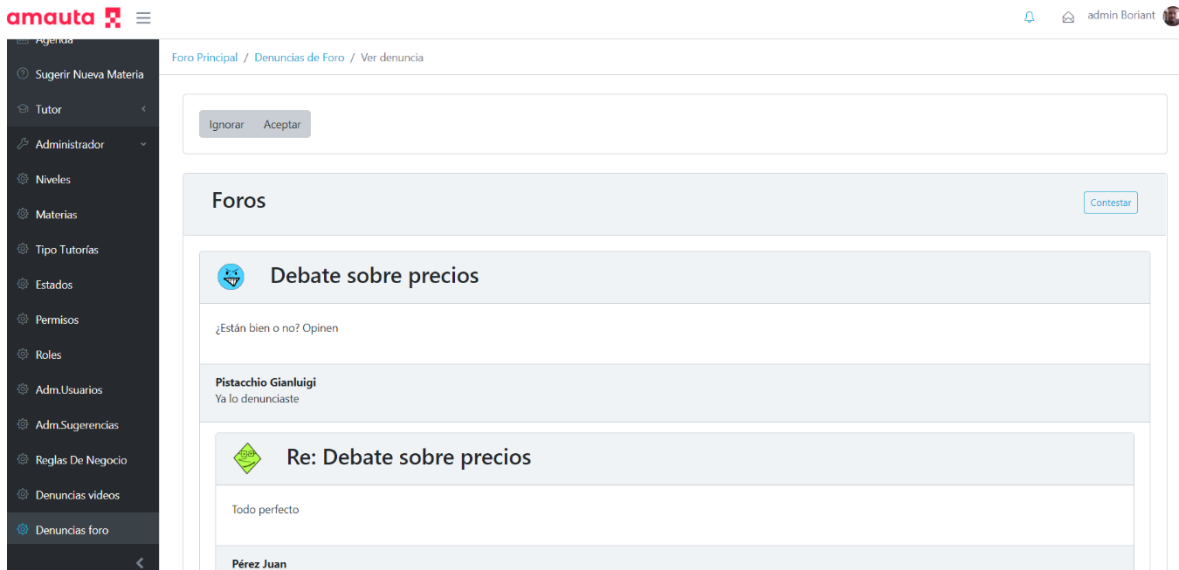 amauta
admin Boriant
Agenda
Sugerir Nueva Materia
Tutor
Administrador
Niveles
Materias
Tipo Tutorías
Estados
Permisos
Roles
Adm.Usuarios
Adm.Sugerencias
Reglas De Negocio
Denuncias videos
Denuncias foro
Foro Principal / Denuncias de Foro / Ver denuncia
Ignorar Aceptar
Foros
Contestar
Debate sobre precios
¿Están bien o no? Opinen
Pistacchio Gianluigi
Ya lo denunciaste
Re: Debate sobre precios
Todo perfecto
Pérez Juan